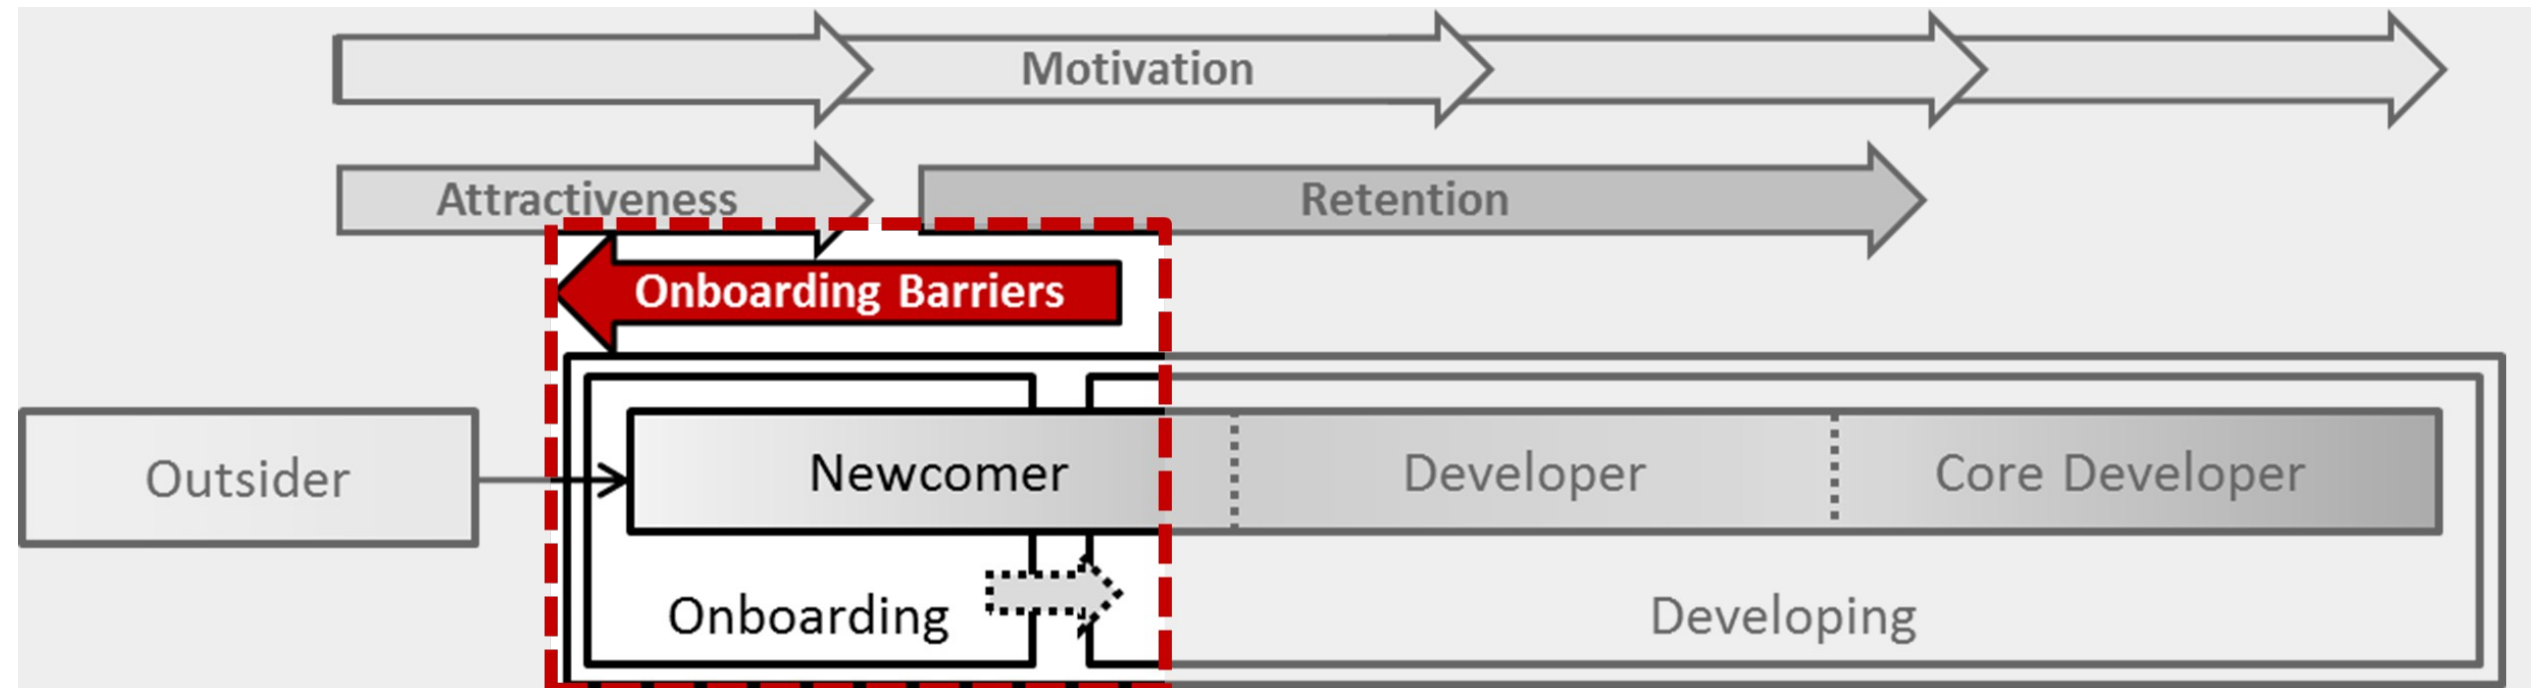 Motivation
Attractiveness
Retention
Onboarding Barriers
Outsider
Newcomer
Developer
Core Developer
Onboarding
Developing